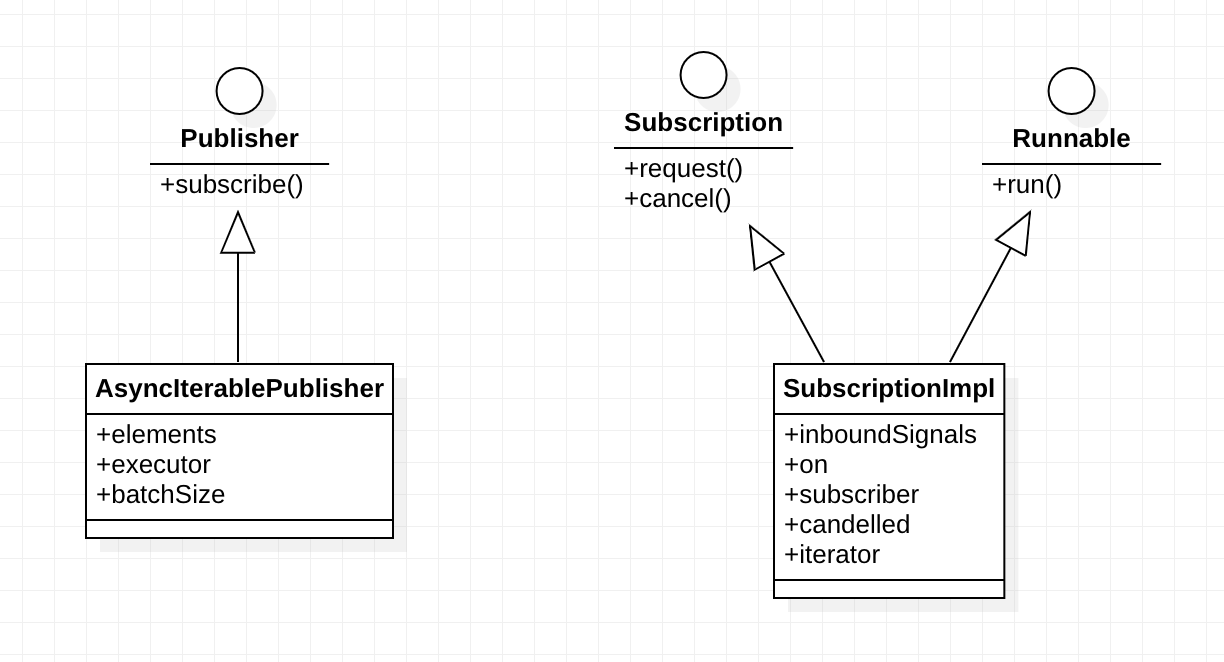 Publisher
+subscribe()
Subscription
+request()
+cancel()
Runnable
+run()
AsyncIterablePublisher
+elements
+executor
+batchSize
SubscriptionImpl
+inboundSignals
+on
+subscriber
+candelled
+iterator